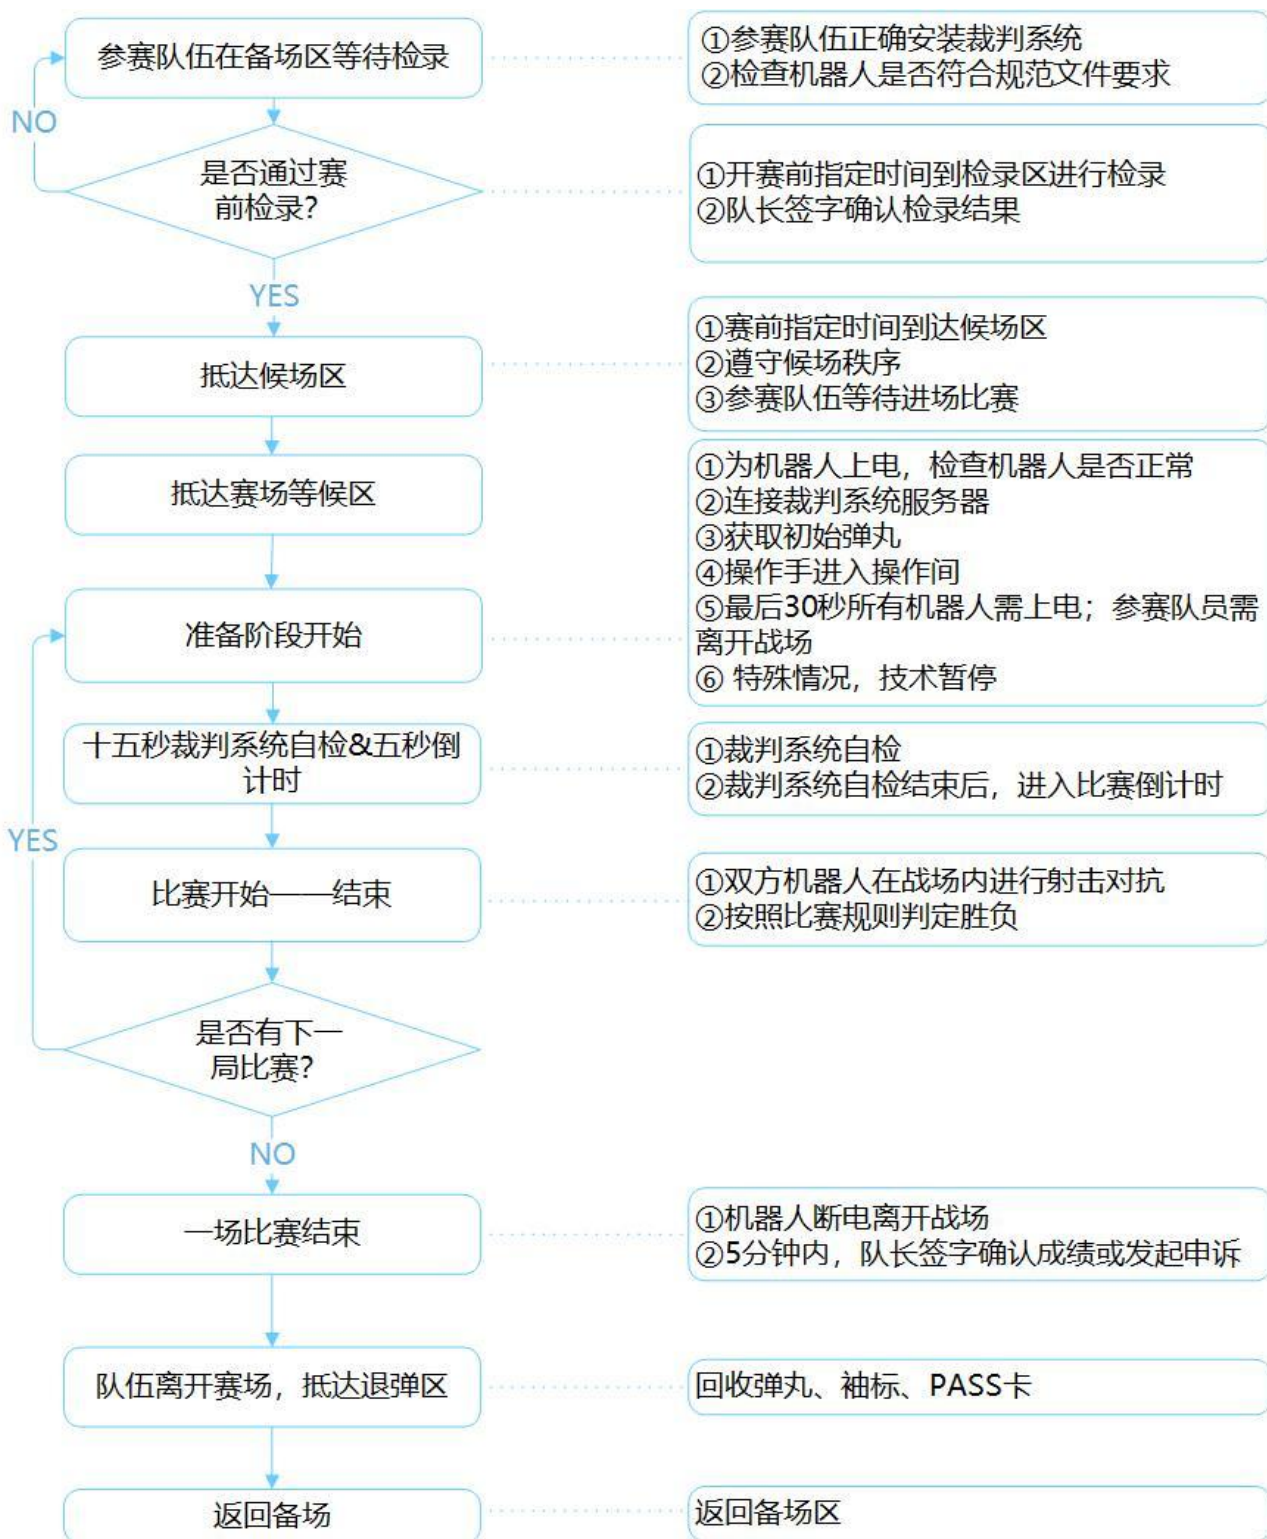 参赛队伍在备场区等待检录
①参赛队伍正确安装裁判系统
②检查机器人是否符合规范文件要求
NO
是否通过赛
前检录？
①开赛前指定时间到检录区进行检录
②队长签字确认检录结果
YES
抵达候场区
①赛前指定时间到达候场区
②遵守候场秩序
③参赛队伍等待进场比赛
抵达赛场等候区
准备阶段开始
①为机器人上电，检查机器人是否正常
②连接裁判系统服务器
③获取初始弹丸
④操作手进入操作间
⑤最后30秒所有机器人需上电；参赛队员需
离开战场
⑥ 特殊情况，技术暂停
十五秒裁判系统自检&五秒倒
计时
①裁判系统自检
②裁判系统自检结束后，进入比赛倒计时
YES
比赛开始——结束
①双方机器人在战场内进行射击对抗
②按照比赛规则判定胜负
是否有下一
局比赛？
NO
一场比赛结束
①机器人断电离开战场
②5分钟内，队长签字确认成绩或发起申诉
队伍离开赛场，抵达退弹区
回收弹丸、袖标、PASS卡
返回备场
返回备场区